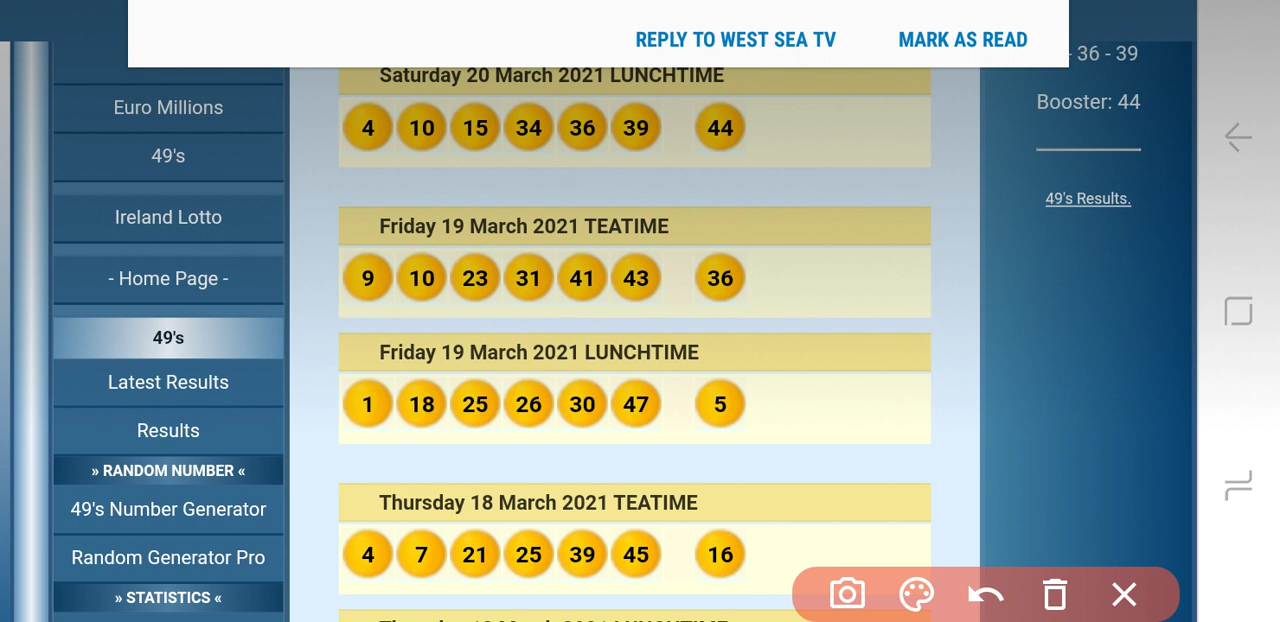 REPLY TO WEST SEA TV MARK AS READ
Euro Millions
49's
Ireland Lotto
- Home Page -
49's
Latest Results
Results
» RANDOM NUMBER «
49's Number Generator
Random Generator Pro
» STATISTICS «
Saturday 20 March 2021 LUNCHTIME
4 10 15 34 36 39 44
Friday 19 March 2021 TEATIME
9 10 23 31 41 43 36
Friday 19 March 2021 LUNCHTIME
1 18 25 26 30 47 5
Thursday 18 March 2021 TEATIME
4 7 21 25 39 45 16
- 36 - 39
Booster: 44
49's Results.